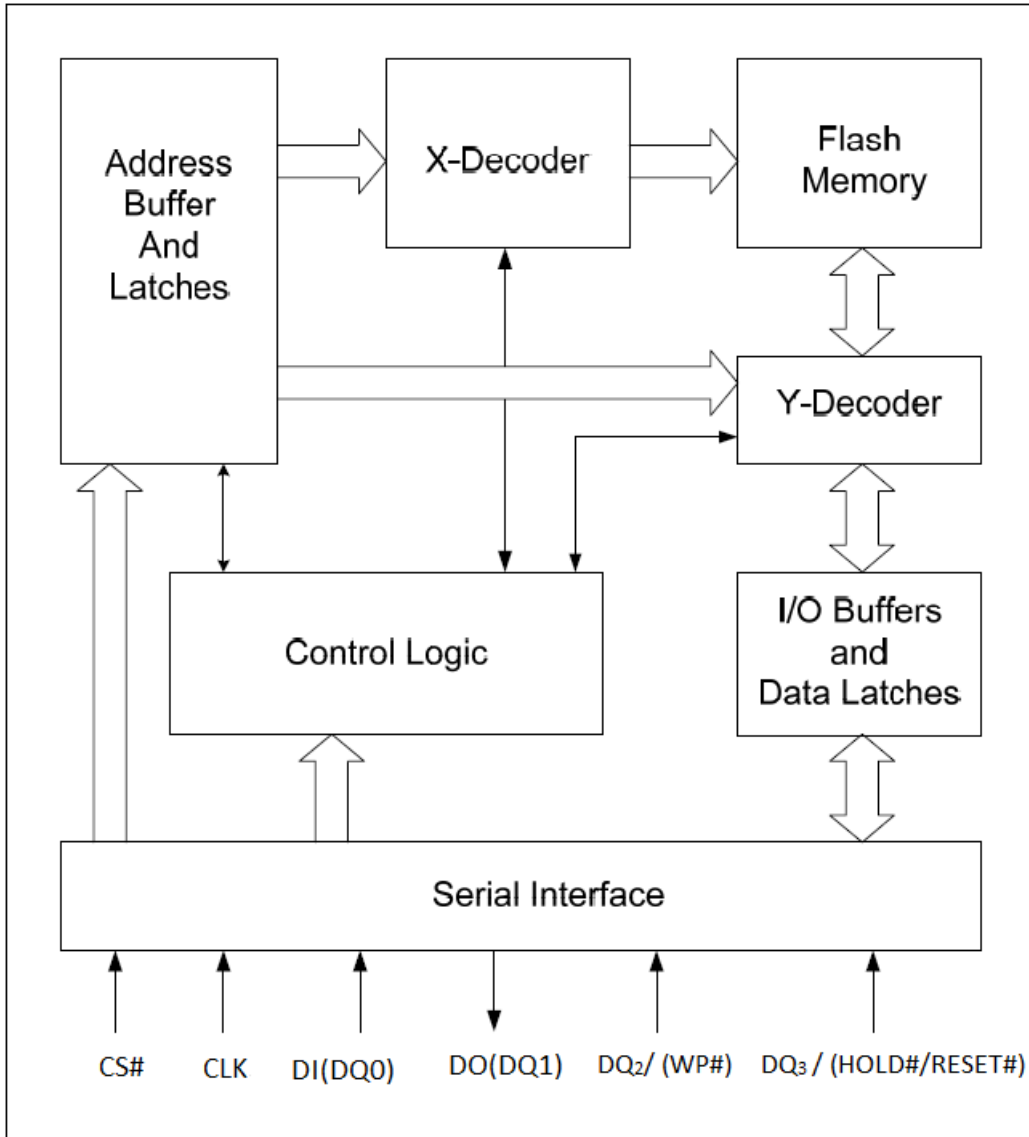 Address
Buffer
And
Latches
X-Decoder
Flash
Memory
Y-Decoder
Control Logic
I/O Buffers
and
Data Latches
Serial Interface
CS#
CLK
DI(DQ0)
DO(DQ1)
DQ₂/ (WP#)
DQ₃ / (HOLD#/RESET#)